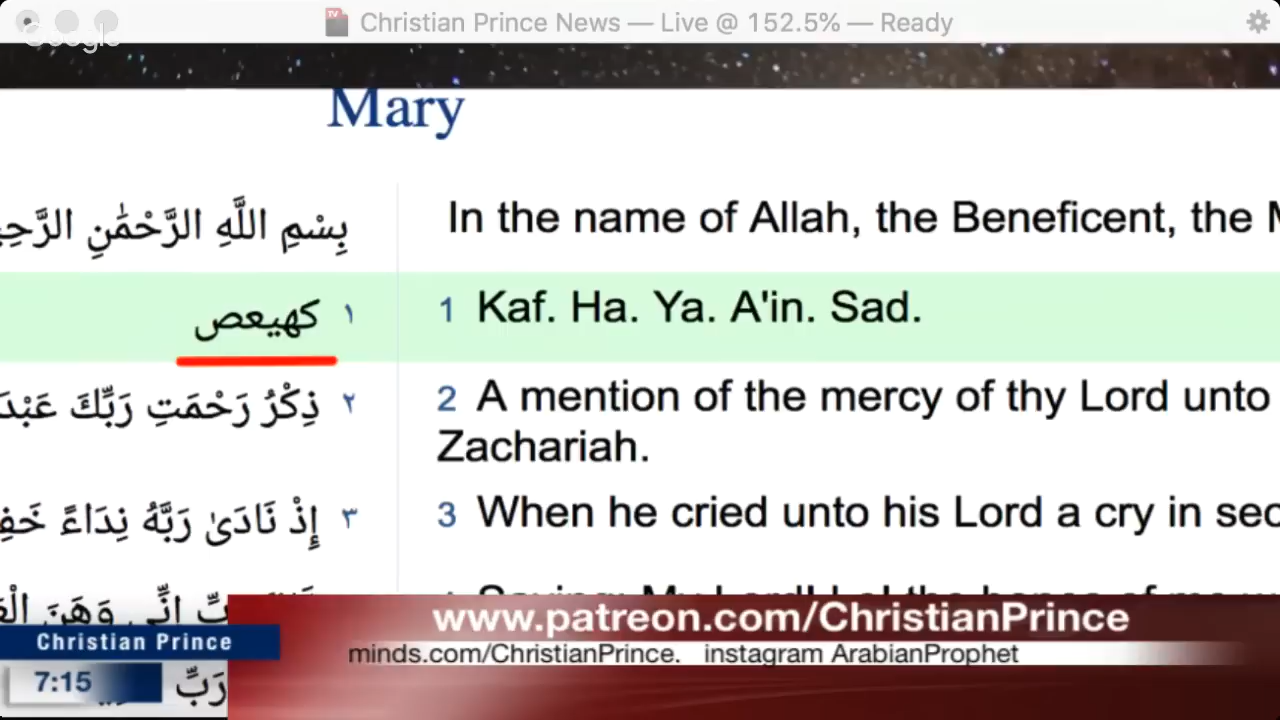 Christian Prince News — Live @ 152.5% — Ready
Google
Mary
بِسْمِ اللَّهِ الرَّحْمَٰنِ
In the name of Allah, the Beneficent, the
١ كهيعص
1 Kaf. Ha. Ya. A'in. Sad.
٢ ذِكْرُ رَحْمَتِ رَبِّكَ
2 A mention of the mercy of thy Lord unto
Zachariah.
٣ إِذْ نَادَىٰ رَبَّهُ نِدَاءً
3 When he cried unto his Lord a cry in
www.patreon.com/ChristianPrince
Christian Prince
minds.com/ChristianPrince. instagram ArabianProphet
7:15
رَبِّ